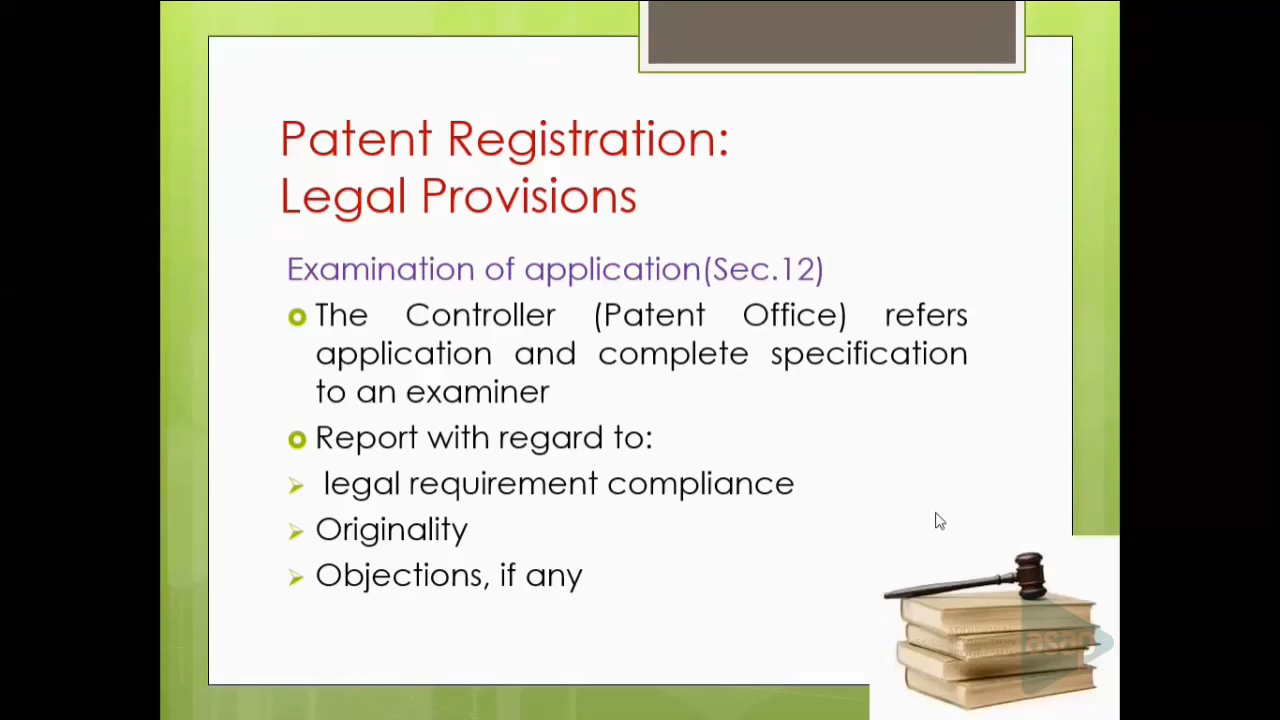 Patent Registration:
Legal Provisions
Examination of application(Sec.12)
The Controller (Patent Office) refers
application and complete specification
to an examiner
Report with regard to:
legal requirement compliance
Originality
Objections, if any